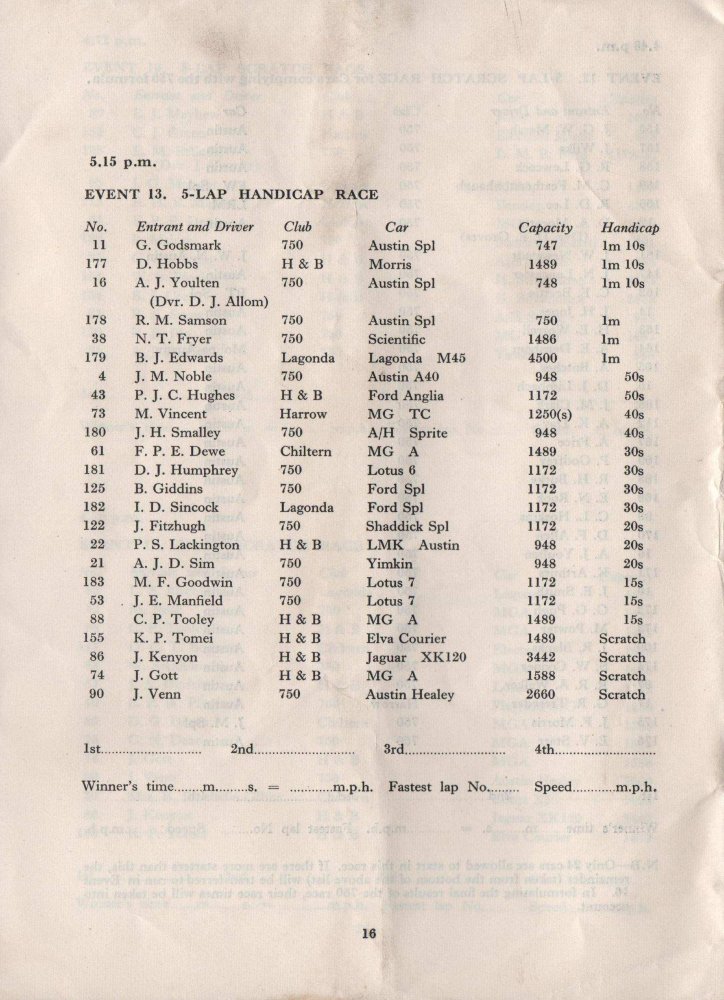 5.15 p.m.
EVENT 13. 5-LAP HANDICAP RACE
No. Entrant and Driver Club Car Capacity Handicap
11 G. Godsmark 750 Austin Spl 747 1m 10s
177 D. Hobbs H & B Morris 1489 1m 10s
16 A. J. Youlten 750 Austin Spl 748 1m 10s
(Dvr. D. J. Allom)
178 R. M. Samson 750 Austin Spl 750 1m
38 N. T. Fryer 750 Scientific 1486 1m
179 B. J. Edwards Lagonda Lagonda M45 4500 1m
4 J. M. Noble 750 Austin A40 948 50s
43 P. J. C. Hughes H & B Ford Anglia 1172 50s
73 M. Vincent Harrow MG TC 1250(s) 40s
180 J. H. Smalley 750 A/H Sprite 948 40s
61 F. P. E. Dewe Chiltern MG A 1489 30s
181 D. J. Humphrey 750 Lotus 6 1172 30s
125 B. Giddins 750 Ford Spl 1172 30s
182 I. D. Sincock Lagonda Ford Spl 1172 30s
122 J. Fitzhugh 750 Shaddick Spl 1172 20s
22 P. S. Lackington H & B LMK Austin 948 20s
21 A. J. D. Sim 750 Yimkin 948 20s
183 M. F. Goodwin 750 Lotus 7 1172 15s
53 J. E. Manfield 750 Lotus 7 1172 15s
88 C. P. Tooley H & B MG A 1489 15s
155 K. P. Tomei H & B Elva Courier 1489 Scratch
86 J. Kenyon H & B Jaguar XK120 3442 Scratch
74 J. Gott H & B MG A 1588 Scratch
90 J. Venn 750 Austin Healey 2660 Scratch
1st......................... 2nd......................... 3rd......................... 4th.........................
Winner's time.......m........s. = ...........m.p.h. Fastest lap No........ Speed...........m.p.h.
16